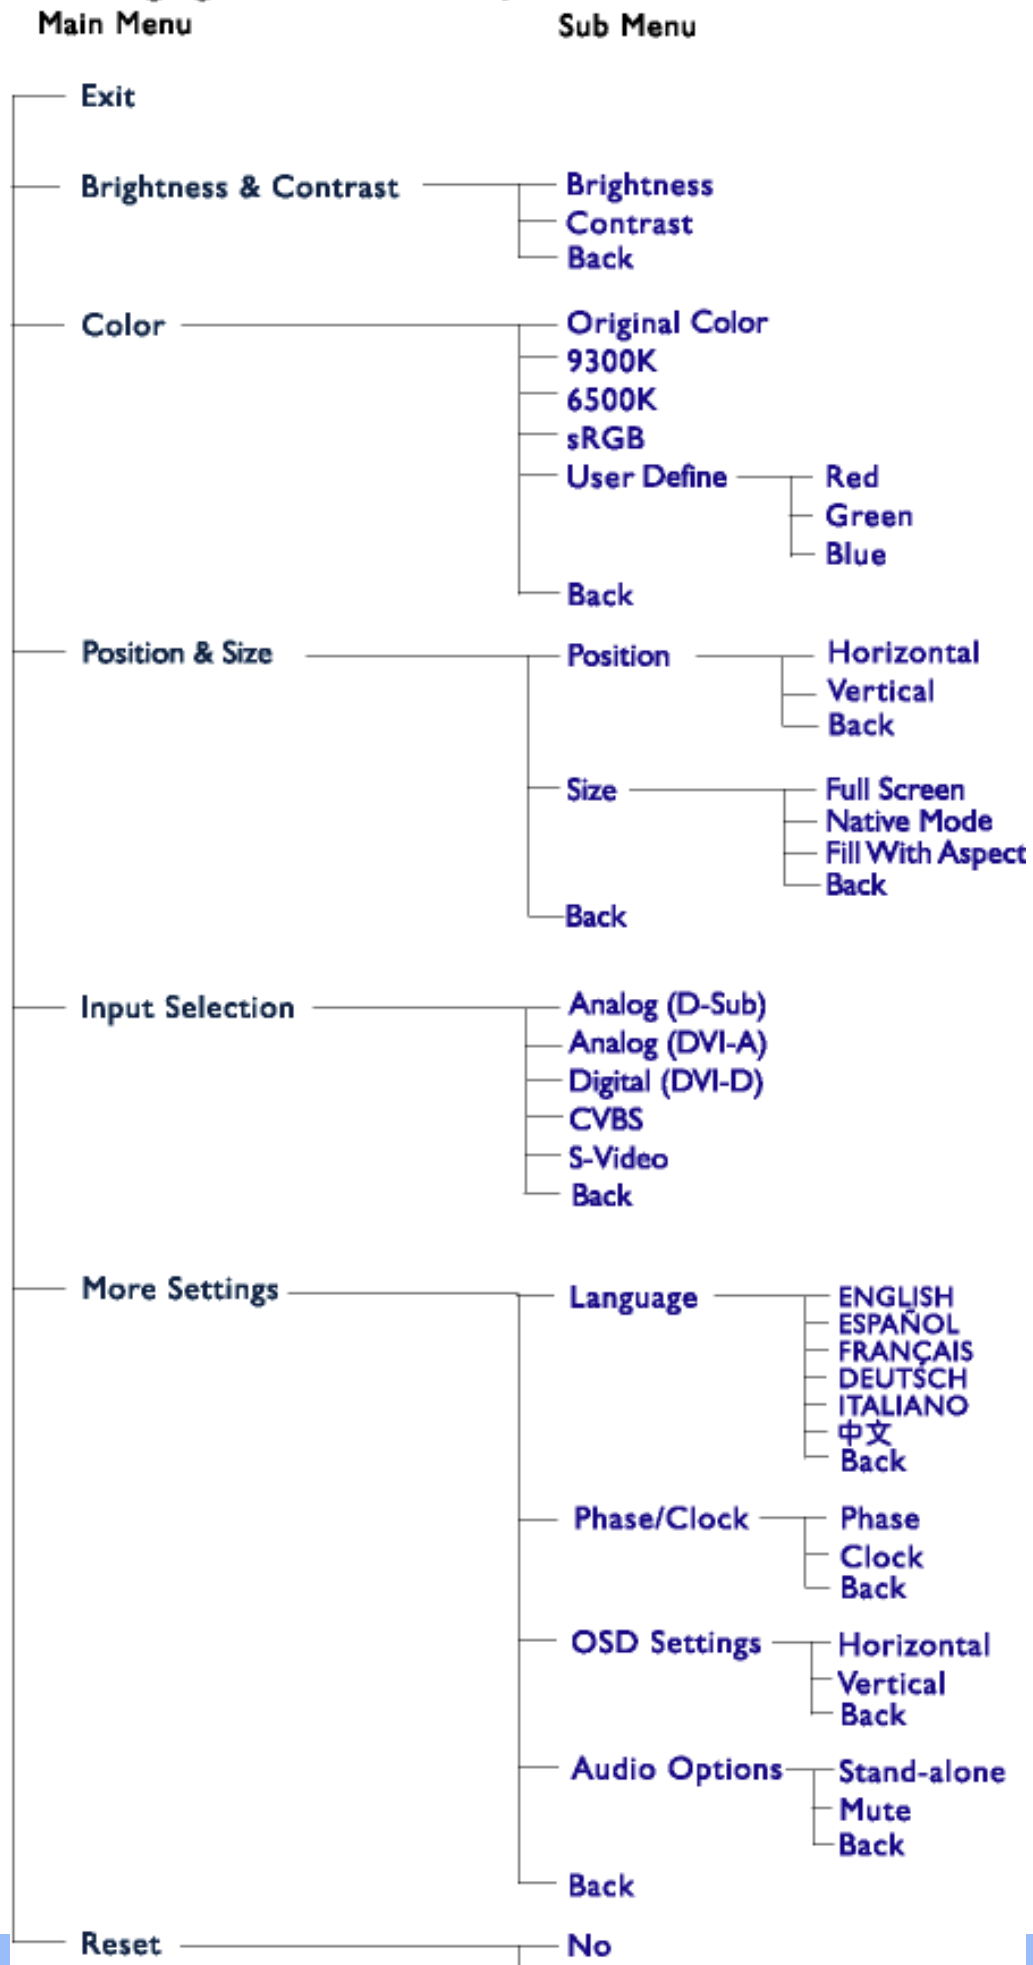 Main Menu
Sub Menu
Exit
Brightness & Contrast
Brightness
Contrast
Back
Color
Original Color
9300K
6500K
sRGB
User Define
Red
Green
Blue
Back
Position & Size
Position
Horizontal
Vertical
Back
Size
Full Screen
Native Mode
Fill With Aspect
Back
Back
Input Selection
Analog (D-Sub)
Analog (DVI-A)
Digital (DVI-D)
CVBS
S-Video
Back
More Settings
Language
ENGLISH
ESPAÑOL
FRANÇAIS
DEUTSCH
ITALIANO
中文
Back
Phase/Clock
Phase
Clock
Back
OSD Settings
Horizontal
Vertical
Back
Audio Options
Stand-alone
Mute
Back
Back
Reset
No